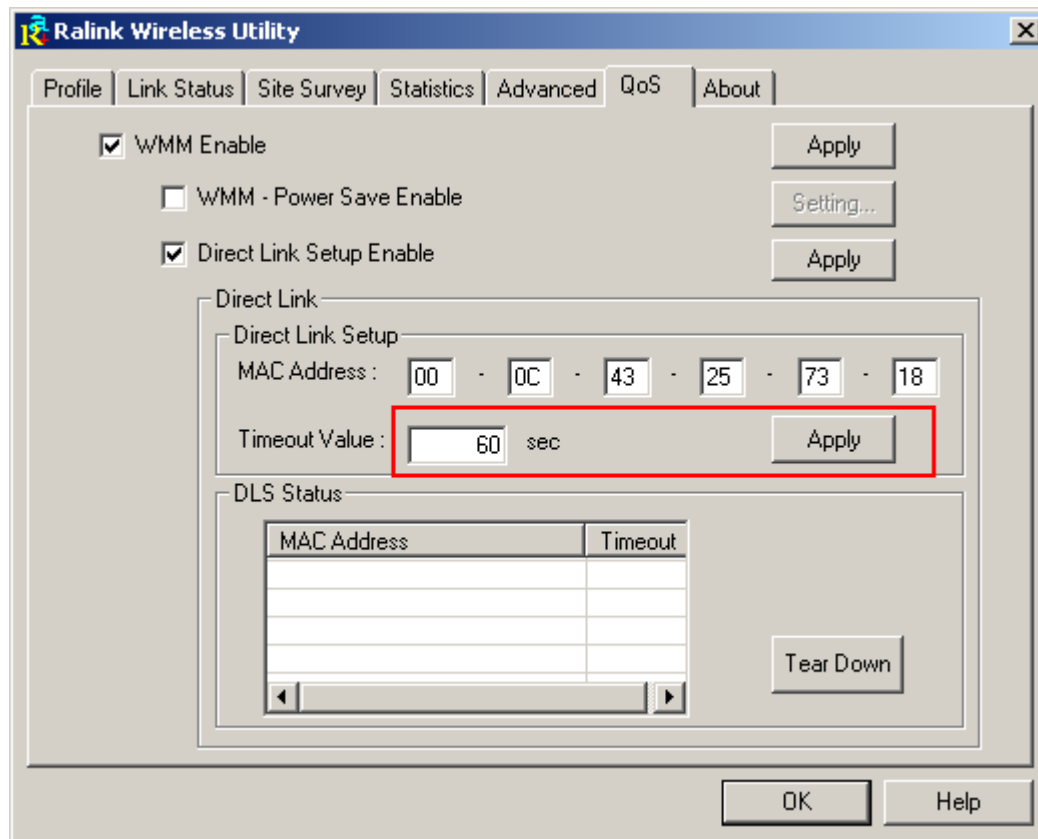 Ralink Wireless Utility
Profile Link Status Site Survey Statistics Advanced QoS About
WMM Enable Apply
WMM - Power Save Enable Setting...
Direct Link Setup Enable Apply
Direct Link
Direct Link Setup
MAC Address : 00 - 0C - 43 - 25 - 73 - 18
Timeout Value : 60 sec Apply
DLS Status
MAC Address Timeout
Tear Down
OK Help